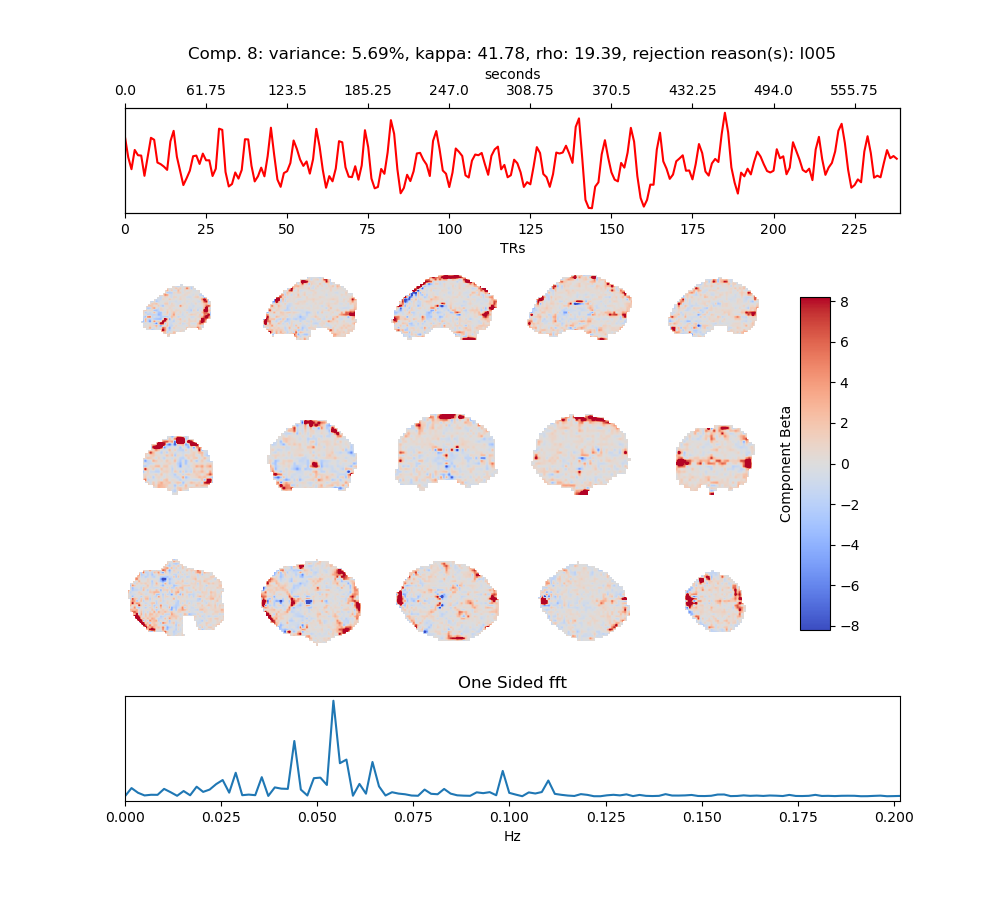 Comp. 8: variance: 5.69%, kappa: 41.78, rho: 19.39, rejection reason(s): I005
seconds
0.0 61.75 123.5 185.25 247.0 308.75 370.5 432.25 494.0 555.75
0 25 50 75 100 125 150 175 200 225
TRs
8
6
4
2
0
−2
−4
−6
−8
Component Beta
One Sided fft
0.000 0.025 0.050 0.075 0.100 0.125 0.150 0.175 0.200
Hz